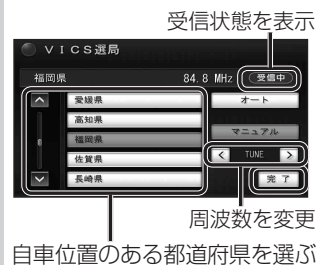 受信状態を表示
VICS選局
福岡県 84.8 MHz 受信中
愛媛県
オート
高知県
福岡県
マニュアル
佐賀県
< TUNE >
長崎県
完了
周波数を変更
自車位置のある都道府県を選ぶ